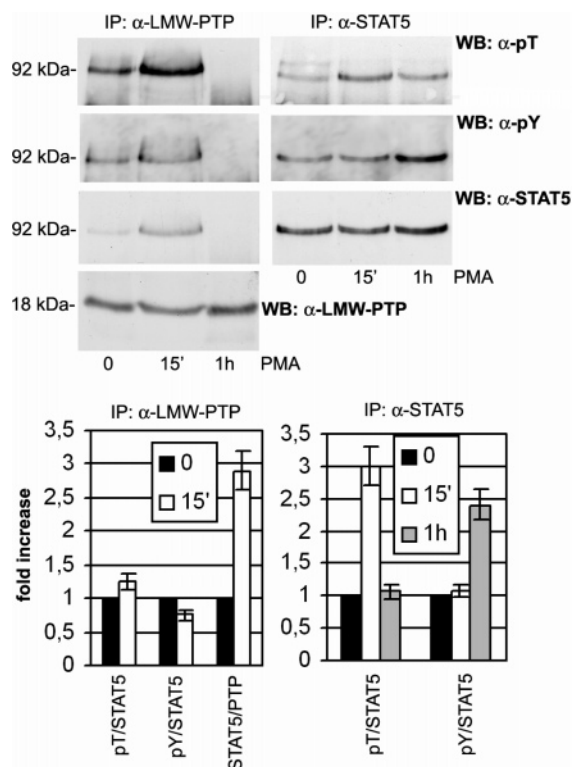 IP: α-LMW-PTP IP: α-STAT5
WB: α-pT
92 kDa-
WB: α-pY
92 kDa-
WB: α-STAT5
92 kDa-
0 15' 1h PMA
18 kDa-
WB: α-LMW-PTP
0 15' 1h PMA
IP: α-LMW-PTP
fold increase
3,5
3
2,5
2
1,5
1
0,5
0
0
15'
pT/STAT5
pY/STAT5
STAT5/PTP
IP: α-STAT5
3,5
3
2,5
2
1,5
1
0,5
0
0
15'
1h
pT/STAT5
pY/STAT5